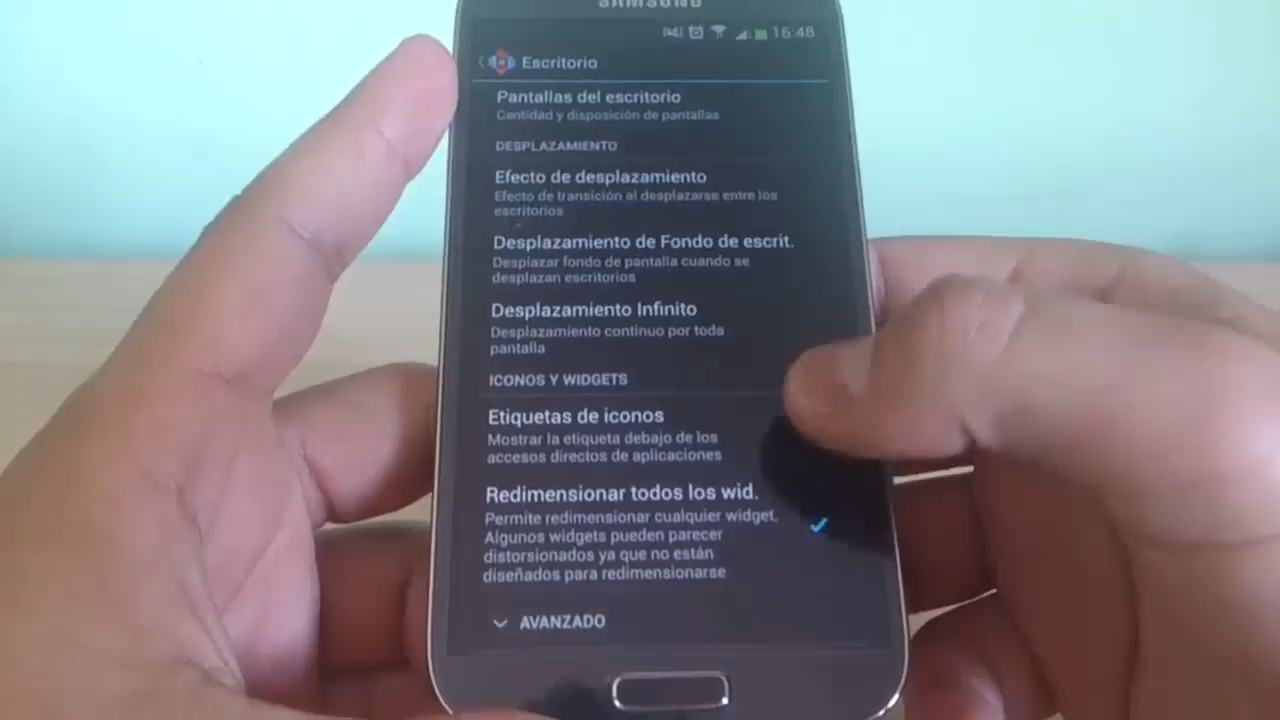 SAMSUNG
16:48
Escritorio
Pantallas del escritorio
Cantidad y disposición de pantallas
DESPLAZAMIENTO
Efecto de desplazamiento
Efecto de transición al desplazarse entre los
escritorios
Desplazamiento de Fondo de escrit.
Desplazar fondo de pantalla cuando se
desplazan escritorios
Desplazamiento Infinito
Desplazamiento continuo por toda
pantalla
ICONOS Y WIDGETS
Etiquetas de iconos
Mostrar la etiqueta debajo de los
accesos directos de aplicaciones
Redimensionar todos los wid.
Permite redimensionar cualquier widget.
Algunos widgets pueden parecer
distorsionados ya que no están
diseñados para redimensionarse
AVANZADO